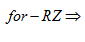 for – RZ ⇒